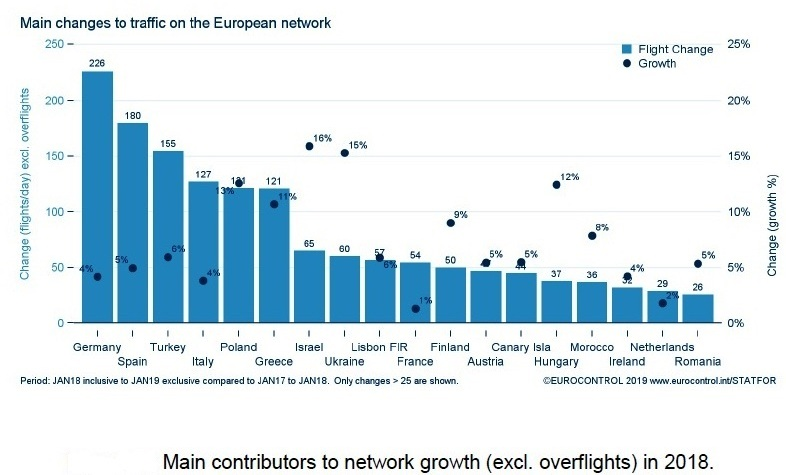 Main changes to traffic on the European network
250
25%
Flight Change
Growth
226
200
20%
180
155
16%
15%
150
15%
127
121
121
13%
12%
11%
100
10%
9%
8%
65
60
57
54
50
6%
6%
5%
5%
5%
5%
50
5%
4%
4%
4%
44
37
36
32
29
26
2%
1%
0
0%
Change (flights/day) excl. overflights
Change (growth %)
Germany
Turkey
Poland
Israel
Lisbon FIR
Finland
Canary Isla
Morocco
Netherlands
Spain
Italy
Greece
Ukraine
France
Austria
Hungary
Ireland
Romania
Period: JAN18 inclusive to JAN19 exclusive compared to JAN17 to JAN18. Only changes > 25 are shown.
©EUROCONTROL 2019 www.eurocontrol.int/STATFOR
Main contributors to network growth (excl. overflights) in 2018.